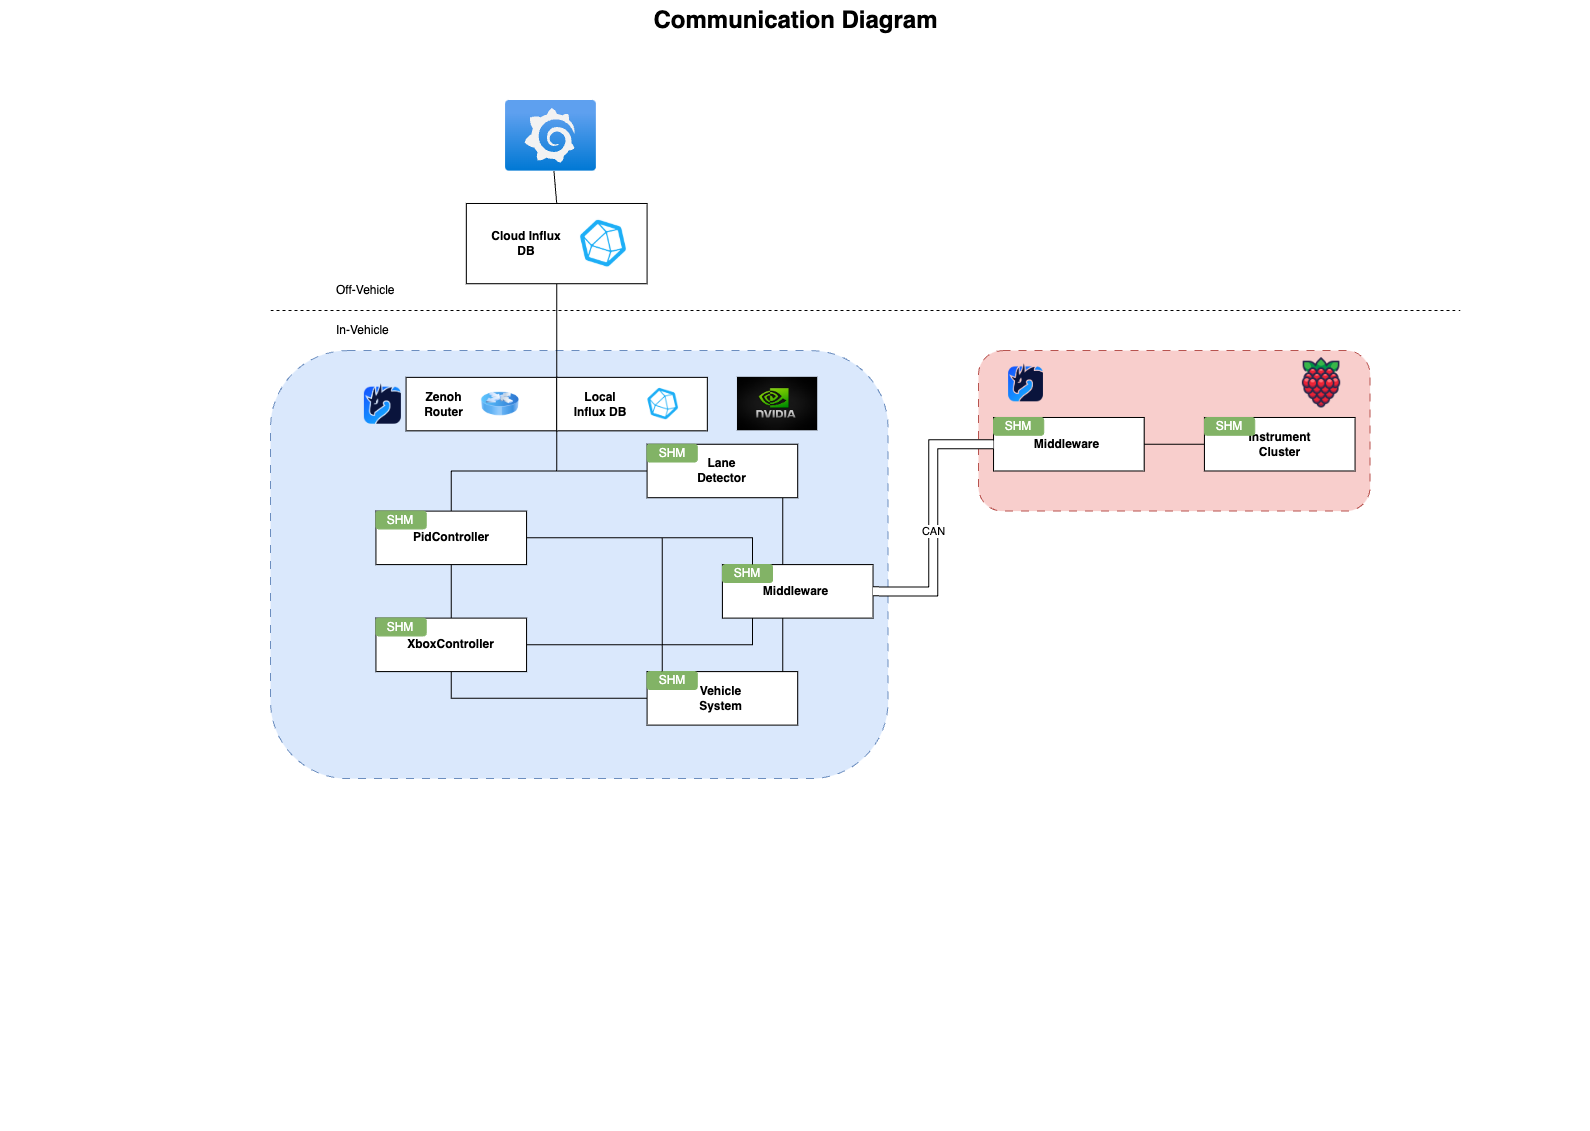 Communication Diagram
Cloud Influx
DB
Off-Vehicle
In-Vehicle
Zenoh
Router
Local
Influx DB
NVIDIA
SHM
Lane
Detector
SHM
PidController
SHM
Middleware
SHM
XboxController
SHM
Vehicle
System
CAN
SHM
Middleware
SHM
Instrument
Cluster